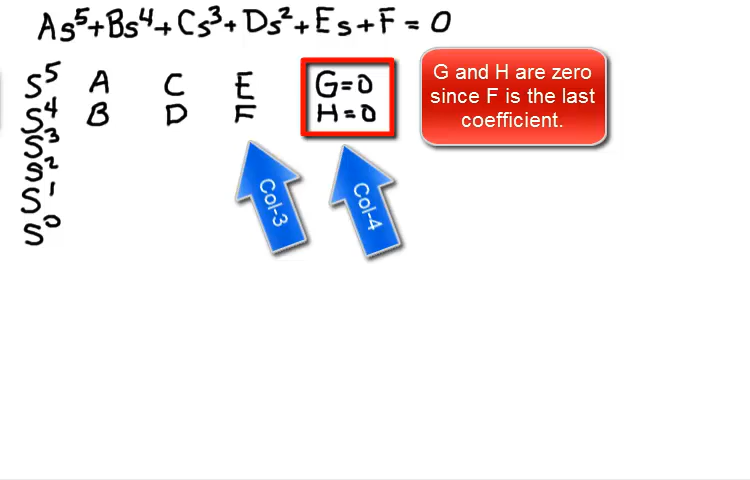 As⁵+Bs⁴+Cs³+Ds²+Es+F=0
S⁵ A C E G=0
S⁴ B D F H=0
S³
S²
S¹
S⁰
G and H are zero
since F is the last
coefficient.
Col-3
Col-4